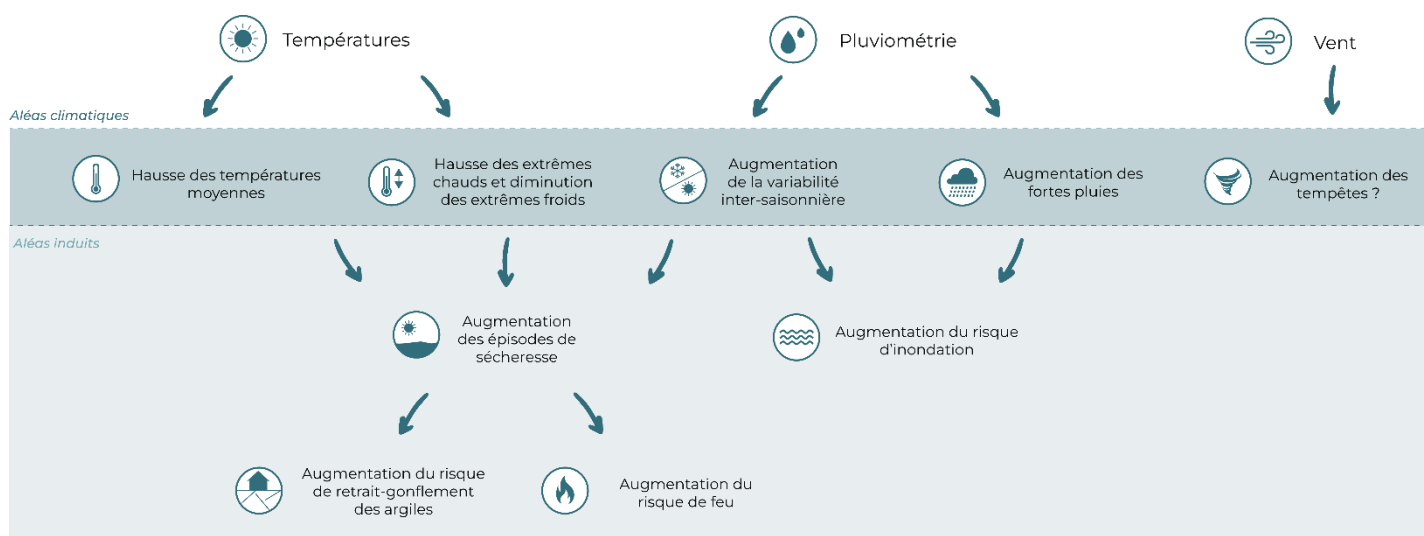 Températures
Pluviométrie
Vent
Aléas climatiques
Hausse des températures
moyennes
Hausse des extrêmes
chauds et diminution
des extrêmes froids
Augmentation
de la variabilité
inter-saisonnière
Augmentation des
fortes pluies
Augmentation des
tempêtes ?
Aléas induits
Augmentation
des épisodes de
sécheresse
Augmentation du risque
d'inondation
Augmentation du risque
de retrait-gonflement
des argiles
Augmentation du
risque de feu